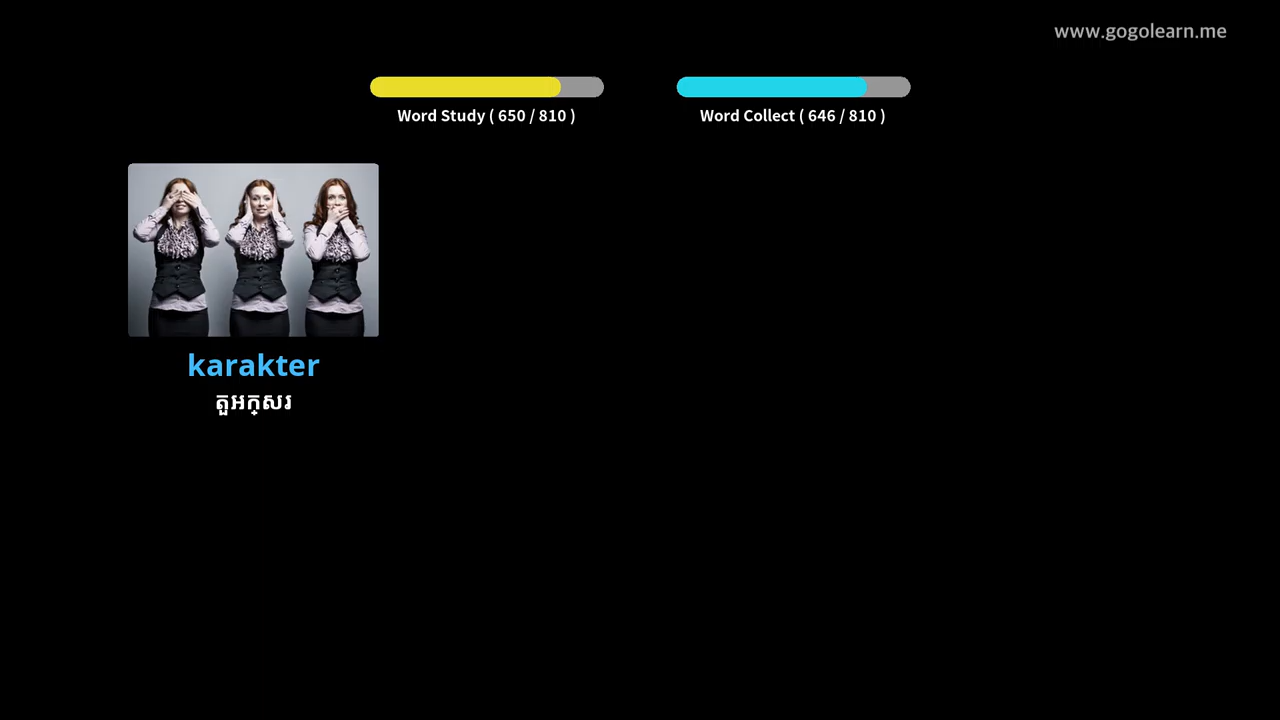 www.gogolearn.me
Word Study ( 650 / 810 )
Word Collect ( 646 / 810 )
karakter
តួអក្សរ